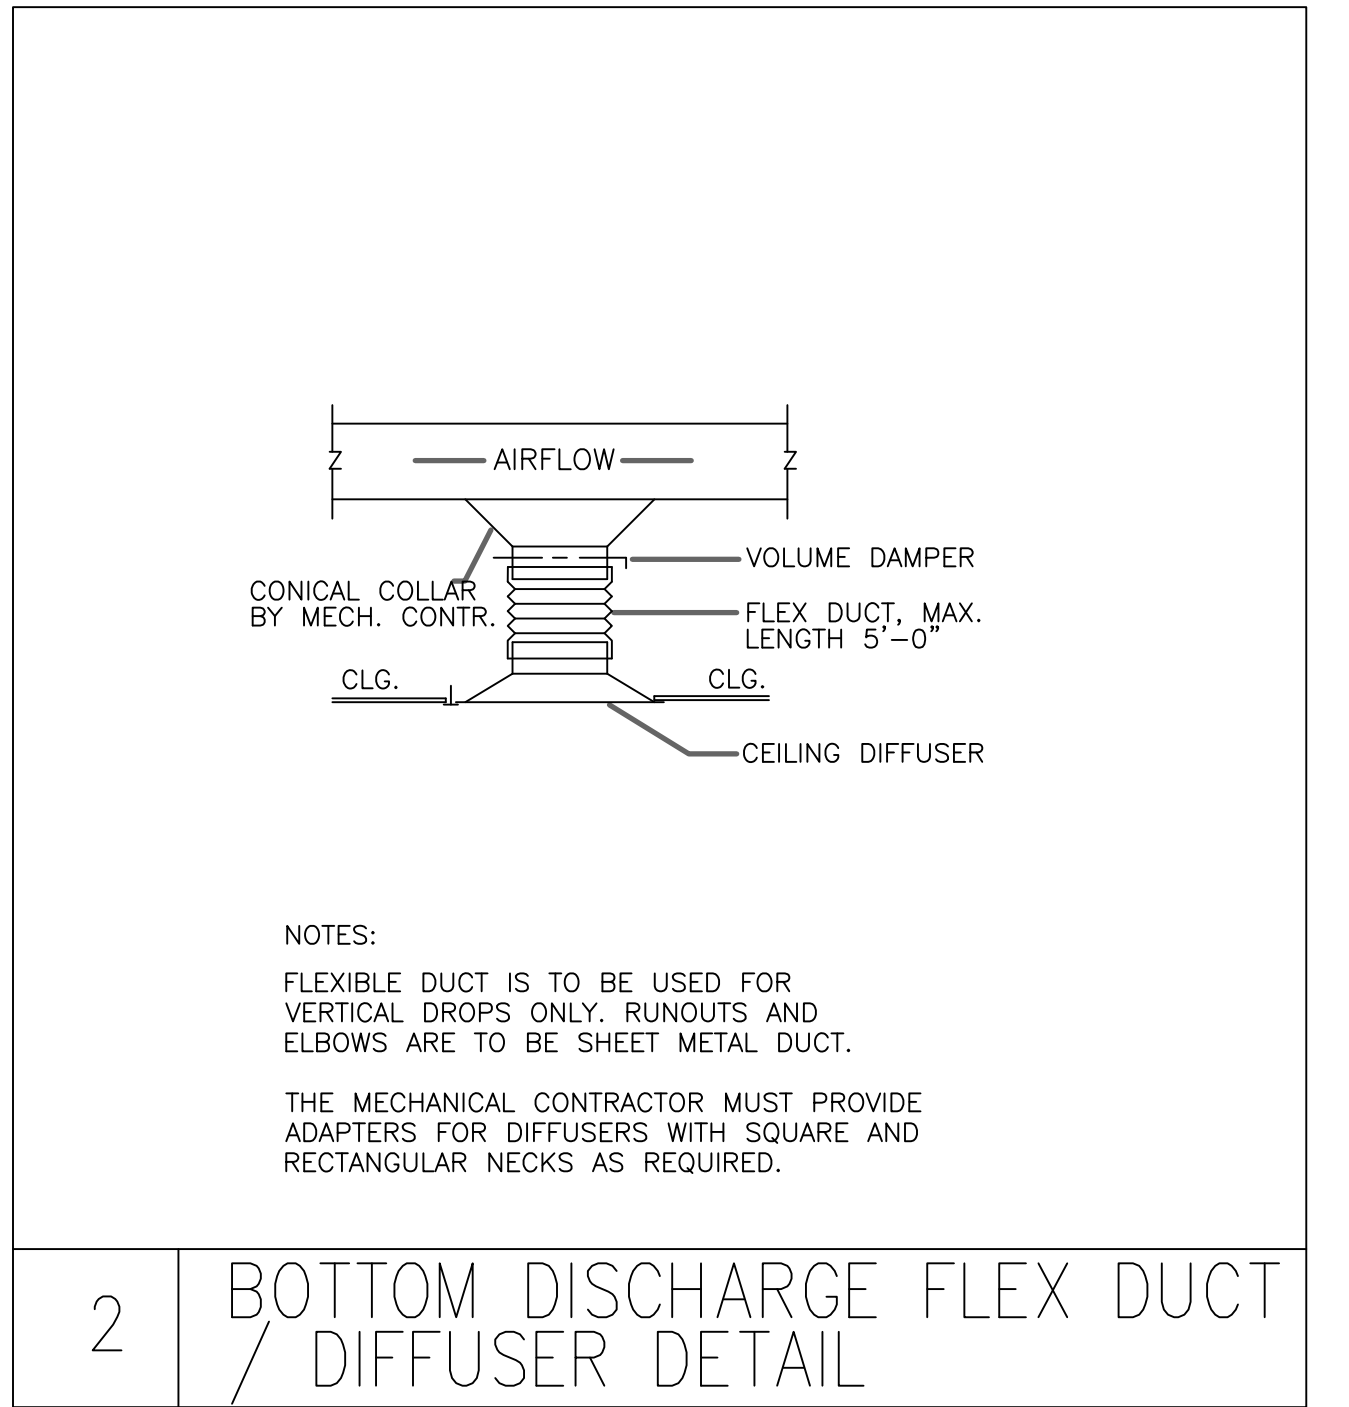 AIRFLOW
VOLUME DAMPER
CONICAL COLLAR
BY MECH. CONTR.
FLEX DUCT, MAX.
LENGTH 5'-0"
CLG.
CLG.
CEILING DIFFUSER
NOTES:
FLEXIBLE DUCT IS TO BE USED FOR
VERTICAL DROPS ONLY. RUNOUTS AND
ELBOWS ARE TO BE SHEET METAL DUCT.
THE MECHANICAL CONTRACTOR MUST PROVIDE
ADAPTERS FOR DIFFUSERS WITH SQUARE AND
RECTANGULAR NECKS AS REQUIRED.
2
BOTTOM DISCHARGE FLEX DUCT
/ DIFFUSER DETAIL